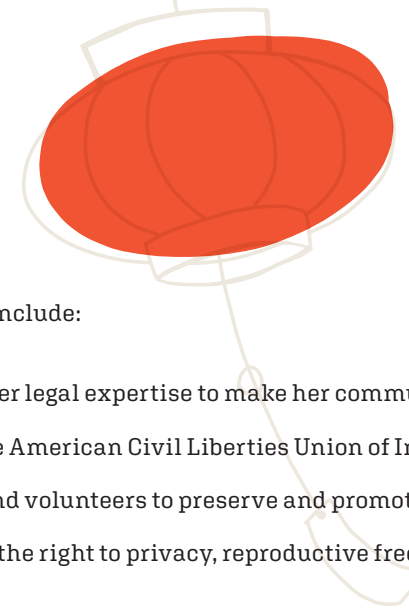 nclude:
er legal expertise to make her commu
e American Civil Liberties Union of In
nd volunteers to preserve and promot
the right to privacy, reproductive free